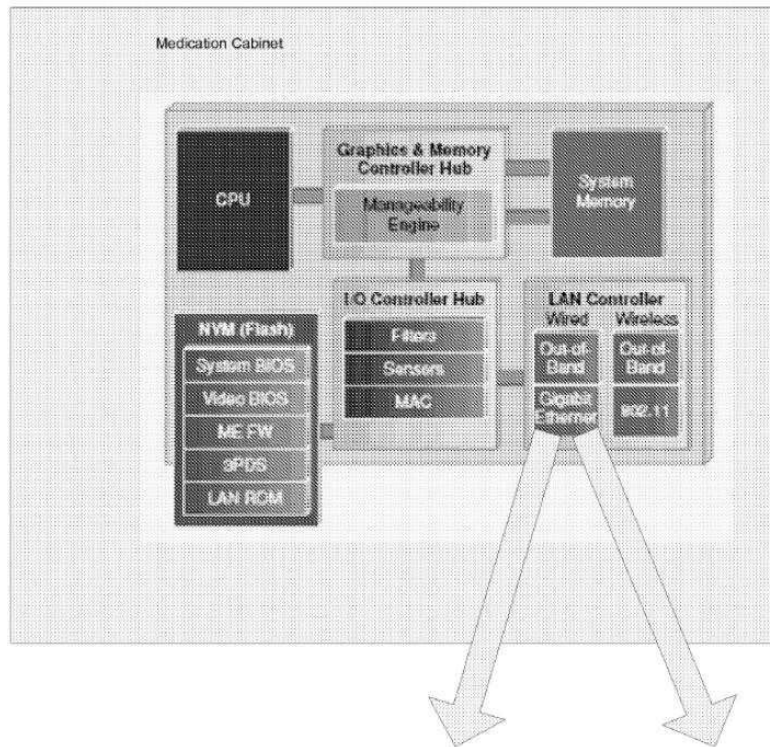 Medication Cabinet
Graphics & Memory
Controller Hub
CPU
Manageability
Engine
System
Memory
I/O Controller Hub
Filters
Sensors
MAC
LAN Controller
Wired
Wireless
Out-of-
Band
Out-of-
Band
Gigabit
Ethernet
802.11
NVM (Flash)
System BIOS
Video BIOS
ME FW
3PDS
LAN ROM